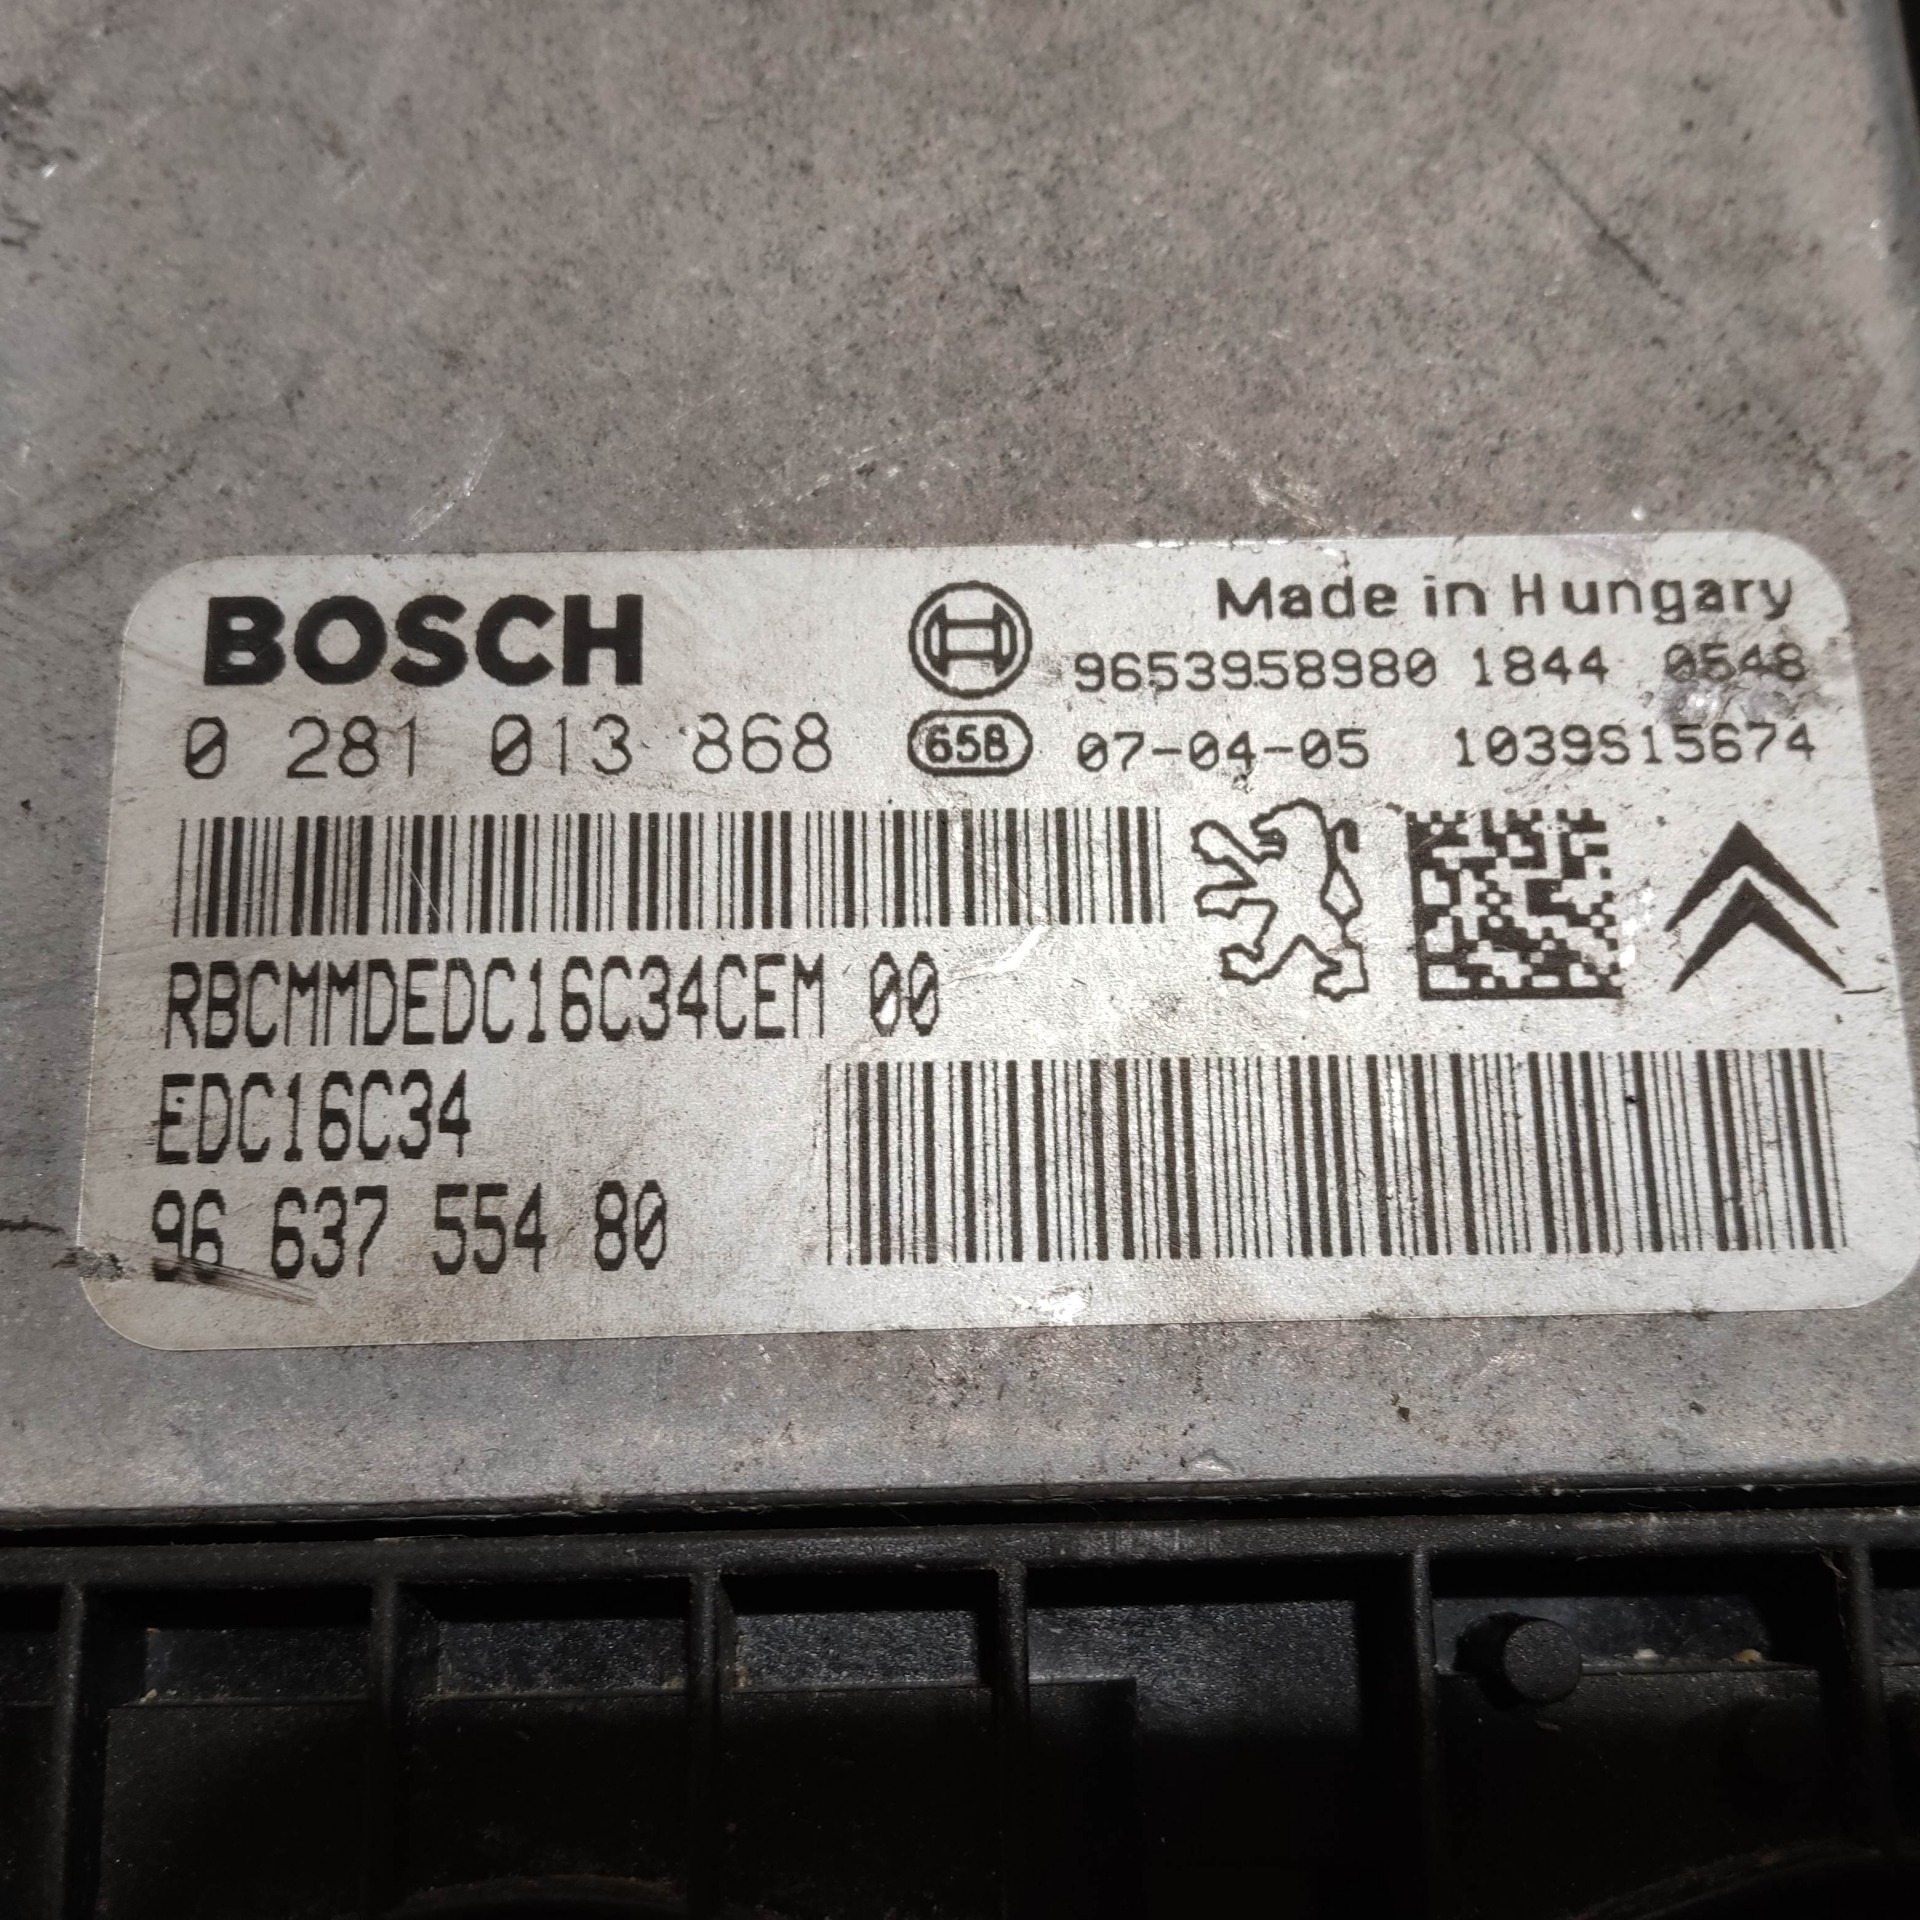 BOSCH
Made in Hungary
9653958980 1844 0548
0 281 013 868
65B 07-04-05 1039S15674
RBCMMDEDC16C34CEM 00
EDC16C34
96 637 554 80